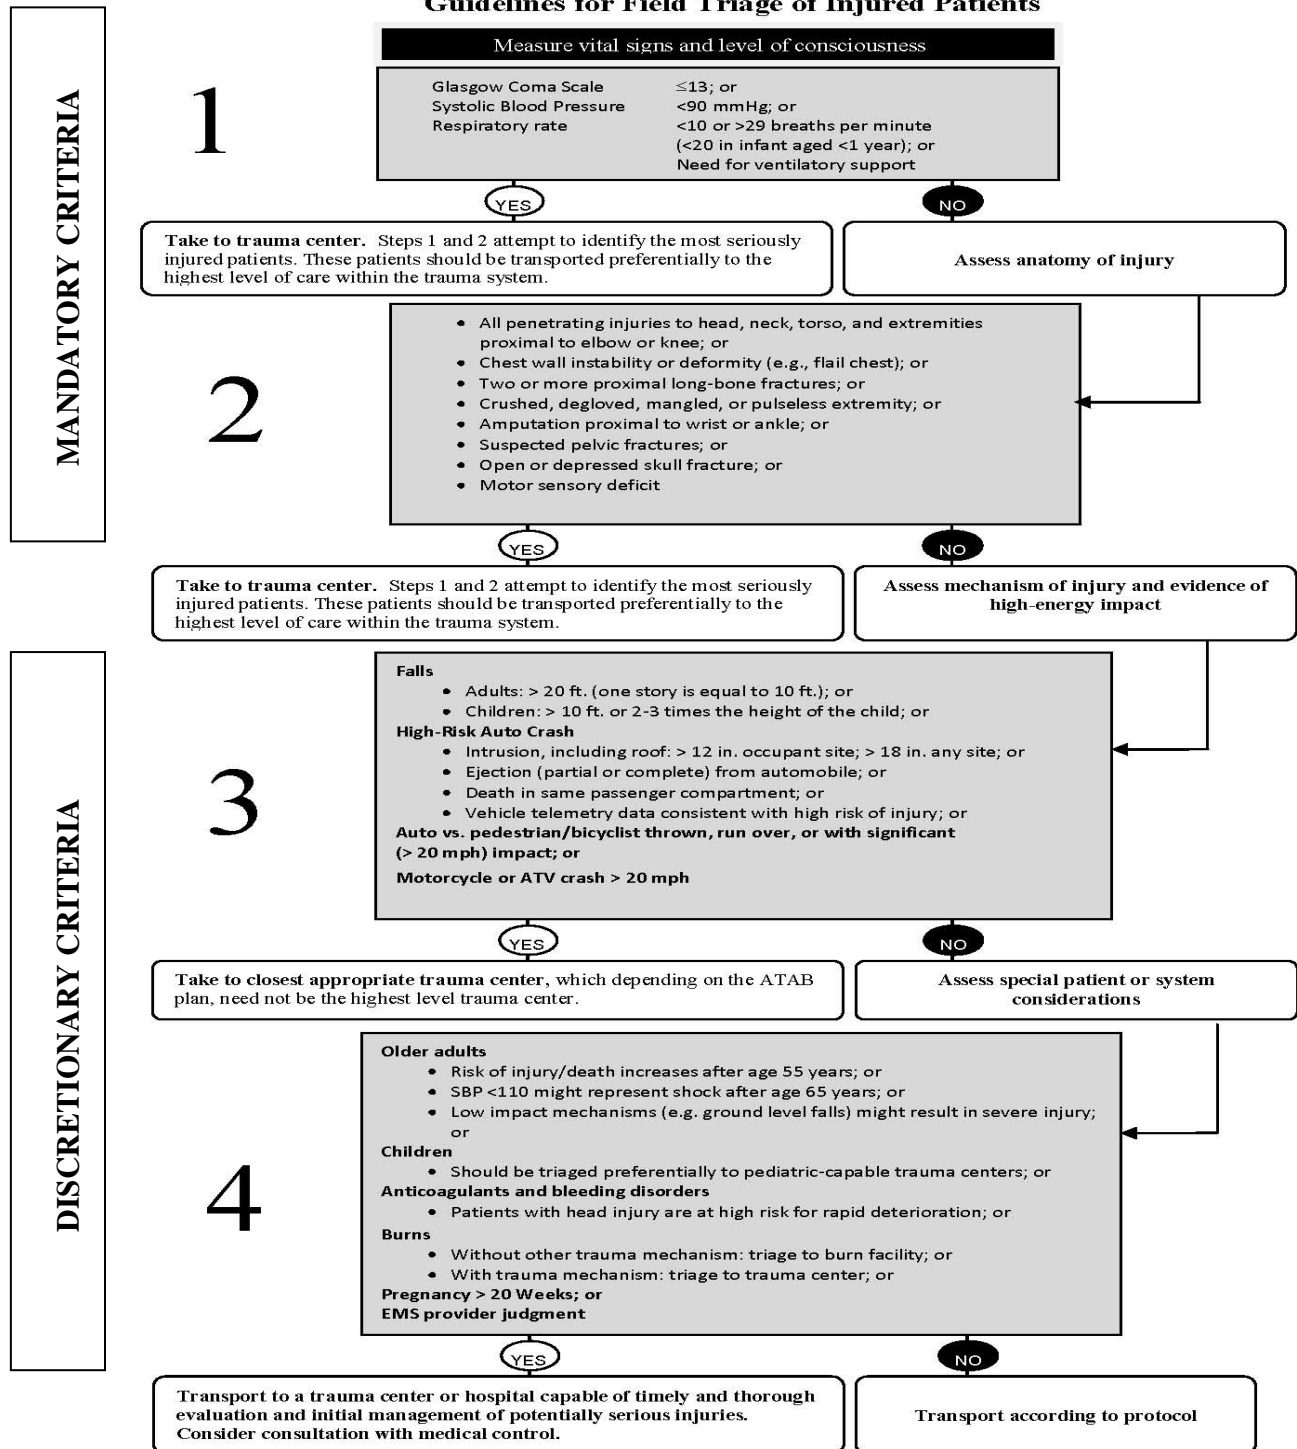 Guidelines for Field Triage of Injured Patients
Measure vital signs and level of consciousness
MANDATORY CRITERIA
1
Glasgow Coma Scale ≤13; or
Systolic Blood Pressure <90 mmHg; or
Respiratory rate <10 or >29 breaths per minute
(<20 in infant aged <1 year); or
Need for ventilatory support
YES
NO
Take to trauma center. Steps 1 and 2 attempt to identify the most seriously
injured patients. These patients should be transported preferentially to the
highest level of care within the trauma system.
Assess anatomy of injury
2
• All penetrating injuries to head, neck, torso, and extremities
proximal to elbow or knee; or
• Chest wall instability or deformity (e.g., flail chest); or
• Two or more proximal long-bone fractures; or
• Crushed, degloved, mangled, or pulseless extremity; or
• Amputation proximal to wrist or ankle; or
• Suspected pelvic fractures; or
• Open or depressed skull fracture; or
• Motor sensory deficit
YES
NO
Take to trauma center. Steps 1 and 2 attempt to identify the most seriously
injured patients. These patients should be transported preferentially to the
highest level of care within the trauma system.
Assess mechanism of injury and evidence of
high-energy impact
DISCRETIONARY CRITERIA
3
Falls
• Adults: > 20 ft. (one story is equal to 10 ft.); or
• Children: > 10 ft. or 2-3 times the height of the child; or
High-Risk Auto Crash
• Intrusion, including roof: > 12 in. occupant site; > 18 in. any site; or
• Ejection (partial or complete) from automobile; or
• Death in same passenger compartment; or
• Vehicle telemetry data consistent with high risk of injury; or
Auto vs. pedestrian/bicyclist thrown, run over, or with significant
(> 20 mph) impact; or
Motorcycle or ATV crash > 20 mph
YES
NO
Take to closest appropriate trauma center, which depending on the ATAB
plan, need not be the highest level trauma center.
Assess special patient or system
considerations
4
Older adults
• Risk of injury/death increases after age 55 years; or
• SBP <110 might represent shock after age 65 years; or
• Low impact mechanisms (e.g. ground level falls) might result in severe injury;
or
Children
• Should be triaged preferentially to pediatric-capable trauma centers; or
Anticoagulants and bleeding disorders
• Patients with head injury are at high risk for rapid deterioration; or
Burns
• Without other trauma mechanism: triage to burn facility; or
• With trauma mechanism: triage to trauma center; or
Pregnancy > 20 Weeks; or
EMS provider judgment
YES
NO
Transport to a trauma center or hospital capable of timely and thorough
evaluation and initial management of potentially serious injuries.
Consider consultation with medical control.
Transport according to protocol